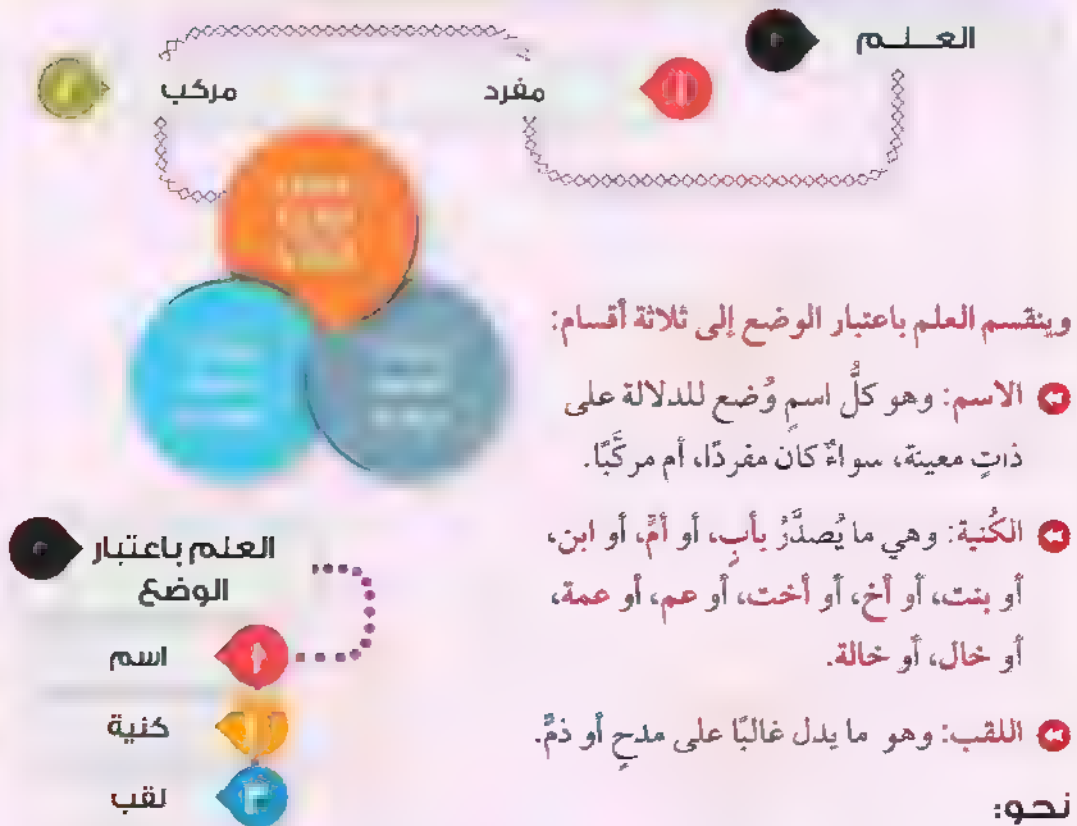 العـــلـــم
مفرد
مركب
وينقسم العلم باعتبار الوضع إلى ثلاثة أقسام:
الاسم: وهو كلُّ اسمٍ وُضع للدلالة على
ذاتٍ معينة، سواءٌ كان مفردًا، أم مركَّبًا.
الكُنية: وهي ما يُصدَّرُ بأبٍ، أو أمٍّ، أو ابن،
أو بنت، أو أخ، أو أخت، أو عم، أو عمة،
أو خال، أو خالة.
اللقب: وهو ما يدل غالبًا على مدحٍ أو ذمٍّ.
نحو:
العلم باعتبار
الوضع
اسم
كنية
لقب